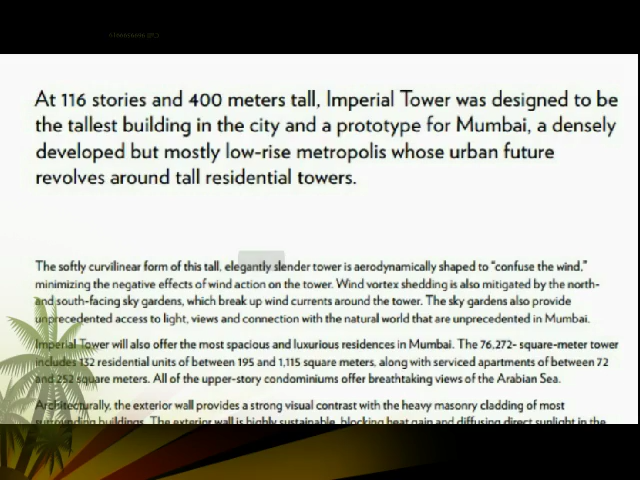 At 116 stories and 400 meters tall, Imperial Tower was designed to be
the tallest building in the city and a prototype for Mumbai, a densely
developed but mostly low-rise metropolis whose urban future
revolves around tall residential towers.
The softly curvilinear form of this tall, elegantly slender tower is aerodynamically shaped to “confuse the wind,”
minimizing the negative effects of wind action on the tower. Wind vortex shedding is also mitigated by the north-
and south-facing sky gardens, which break up wind currents around the tower. The sky gardens also provide
unprecedented access to light, views and connection with the natural world that are unprecedented in Mumbai.
Imperial Tower will also offer the most spacious and luxurious residences in Mumbai. The 76,272- square-meter tower
includes 132 residential units of between 195 and 1,115 square meters, along with serviced apartments of between 72
and 252 square meters. All of the upper-story condominiums offer breathtaking views of the Arabian Sea.
Architecturally, the exterior wall provides a strong visual contrast with the heavy masonry cladding of most
surrounding buildings. The exterior wall is highly sustainable, blocking heat gain and diffusing direct sunlight in the